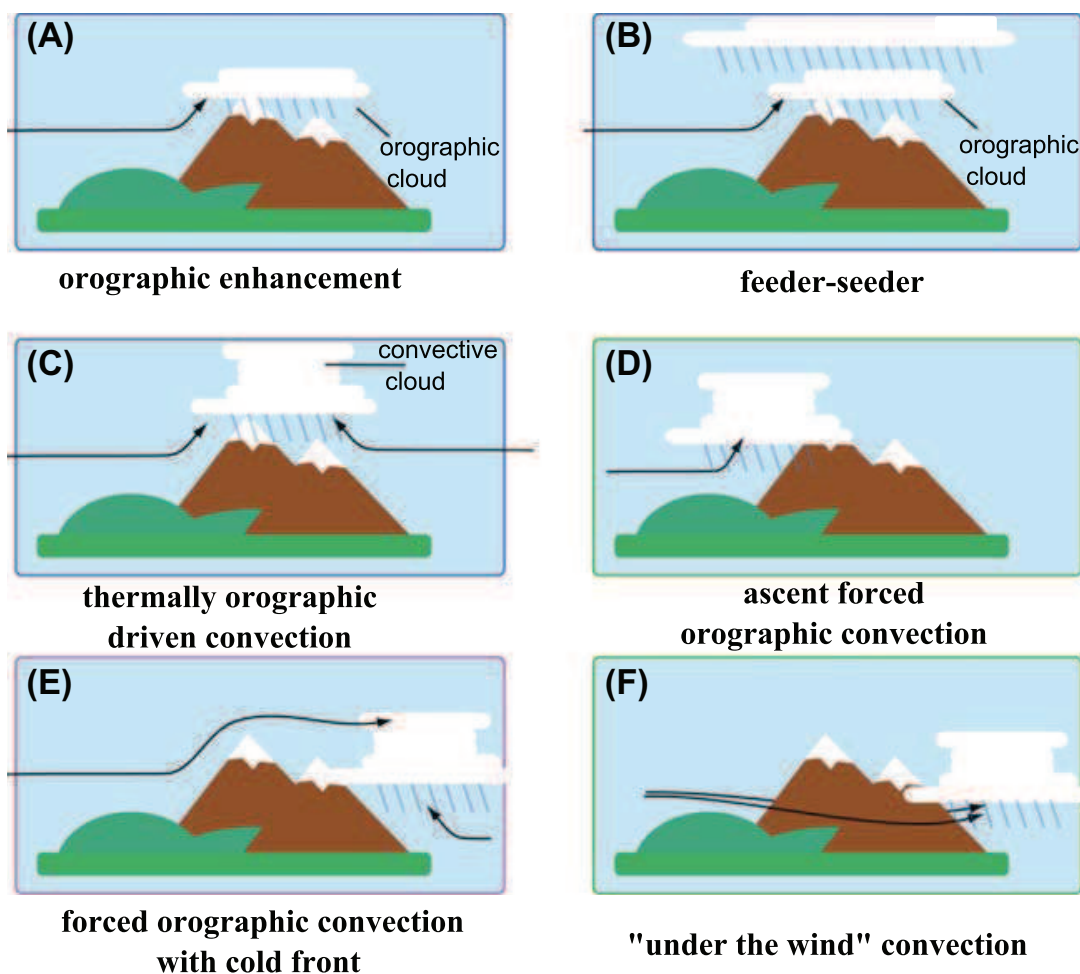 (A)
orographic
cloud
orographic enhancement
(B)
orographic
cloud
feeder-seeder
(C)
convective
cloud
thermally orographic
driven convection
(D)
ascent forced
orographic convection
(E)
forced orographic convection
with cold front
(F)
"under the wind" convection